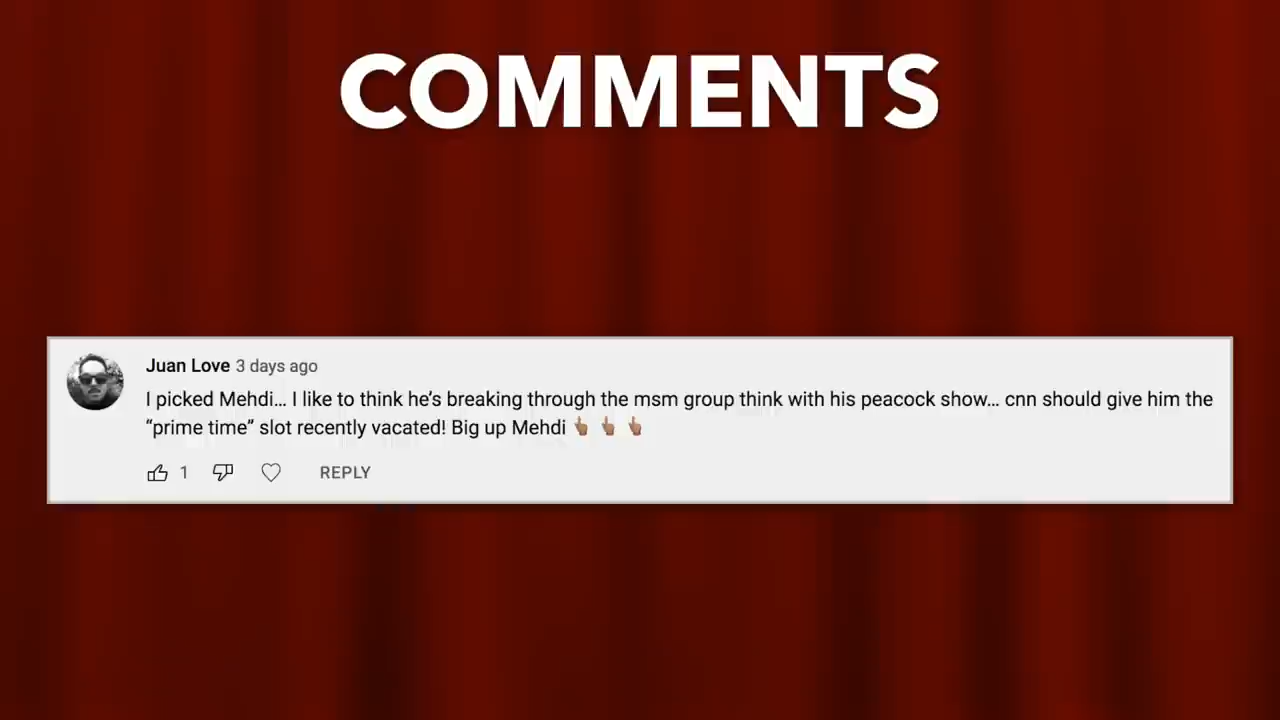 COMMENTS
Juan Love 3 days ago
I picked Mehdi... I like to think he's breaking through the msm group think with his peacock show... cnn should give him the
“prime time” slot recently vacated! Big up Mehdi 👆🏽 👆🏽 👆🏽
1 REPLY